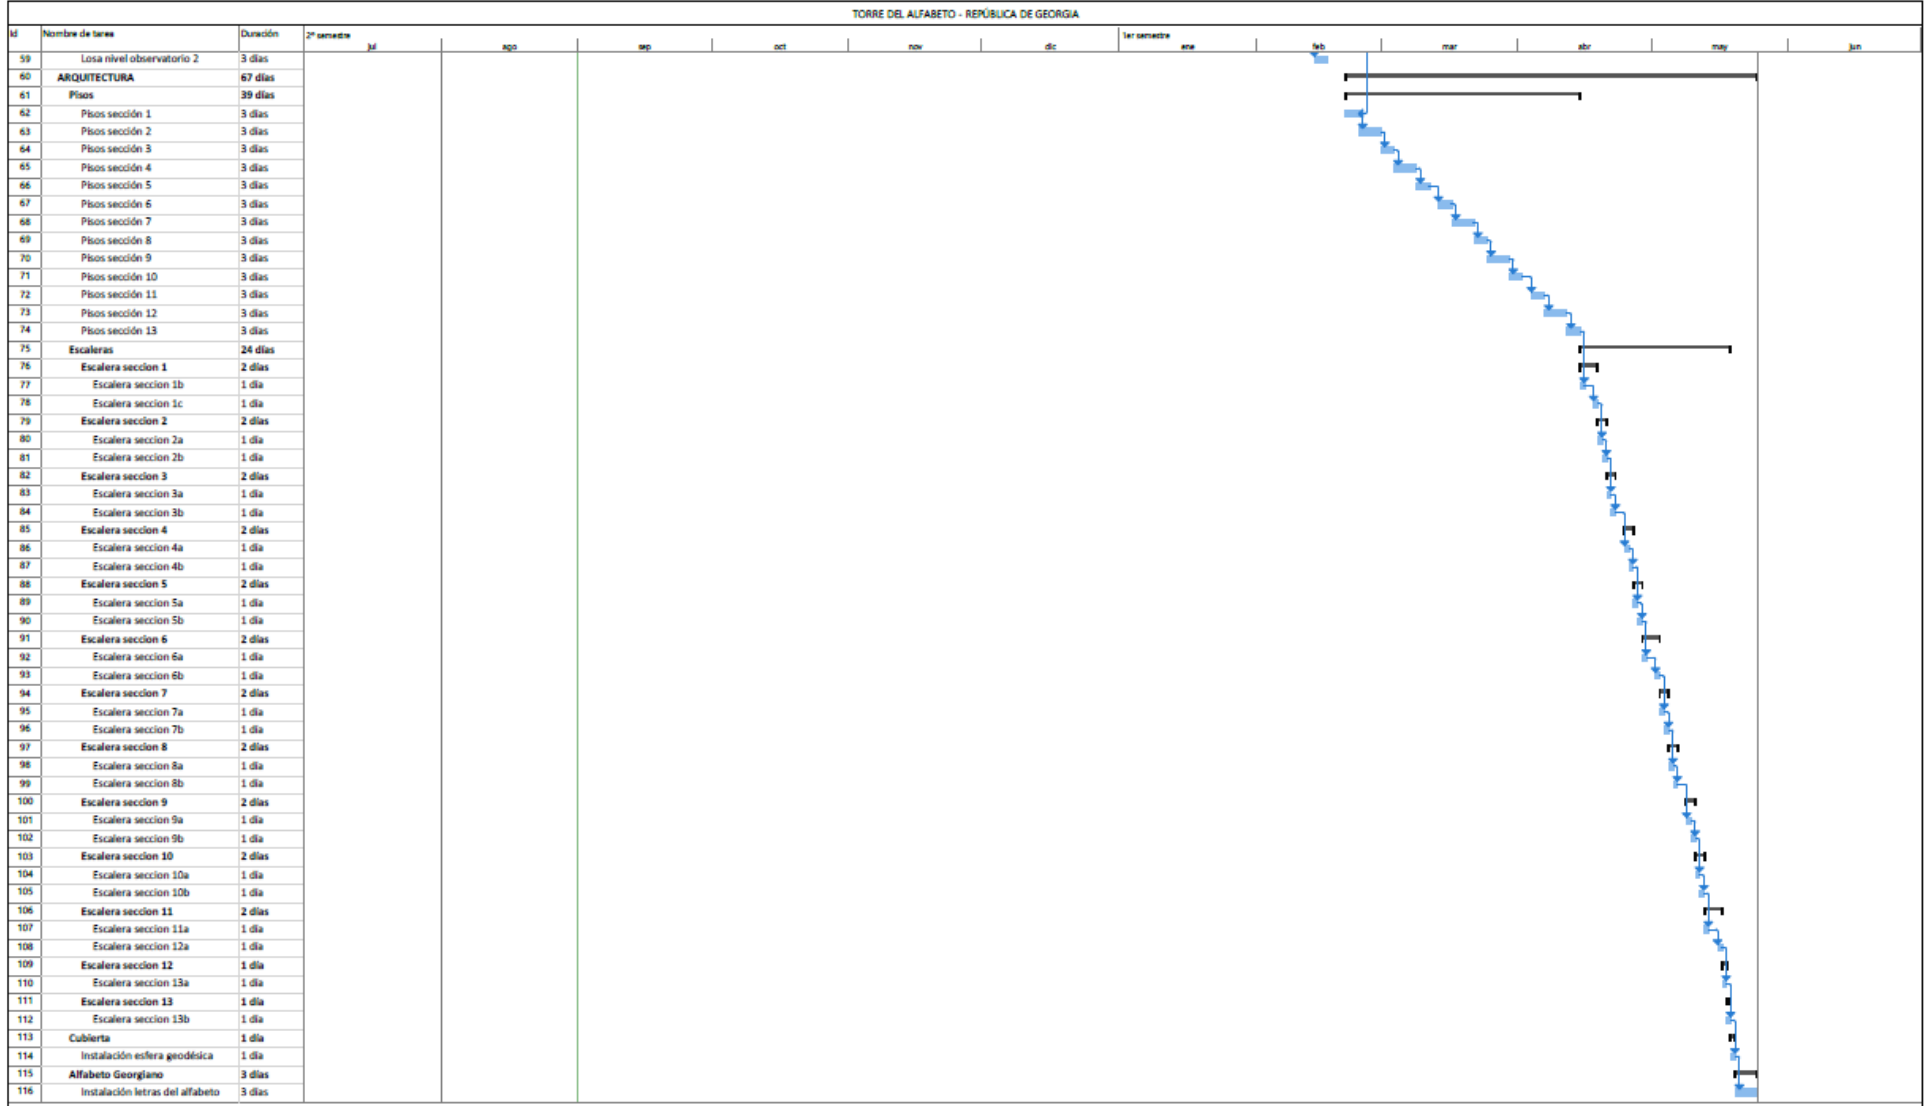 TORRE DEL ALFABETO - REPÚBLICA DE GEORGIA
Id Nombre de tarea Duración 2º semestre 1er semestre
jul ago sep oct nov dic ene feb mar abr may jun
59 Losa nivel observatorio 2 3 días
60 ARQUITECTURA 67 días
61 Pisos 39 días
62 Pisos sección 1 3 días
63 Pisos sección 2 3 días
64 Pisos sección 3 3 días
65 Pisos sección 4 3 días
66 Pisos sección 5 3 días
67 Pisos sección 6 3 días
68 Pisos sección 7 3 días
69 Pisos sección 8 3 días
70 Pisos sección 9 3 días
71 Pisos sección 10 3 días
72 Pisos sección 11 3 días
73 Pisos sección 12 3 días
74 Pisos sección 13 3 días
75 Escaleras 24 días
76 Escalera seccion 1 2 días
77 Escalera seccion 1b 1 día
78 Escalera seccion 1c 1 día
79 Escalera seccion 2 2 días
80 Escalera seccion 2a 1 día
81 Escalera seccion 2b 1 día
82 Escalera seccion 3 2 días
83 Escalera seccion 3a 1 día
84 Escalera seccion 3b 1 día
85 Escalera seccion 4 2 días
86 Escalera seccion 4a 1 día
87 Escalera seccion 4b 1 día
88 Escalera seccion 5 2 días
89 Escalera seccion 5a 1 día
90 Escalera seccion 5b 1 día
91 Escalera seccion 6 2 días
92 Escalera seccion 6a 1 día
93 Escalera seccion 6b 1 día
94 Escalera seccion 7 2 días
95 Escalera seccion 7a 1 día
96 Escalera seccion 7b 1 día
97 Escalera seccion 8 2 días
98 Escalera seccion 8a 1 día
99 Escalera seccion 8b 1 día
100 Escalera seccion 9 2 días
101 Escalera seccion 9a 1 día
102 Escalera seccion 9b 1 día
103 Escalera seccion 10 2 días
104 Escalera seccion 10a 1 día
105 Escalera seccion 10b 1 día
106 Escalera seccion 11 2 días
107 Escalera seccion 11a 1 día
108 Escalera seccion 12a 1 día
109 Escalera seccion 12 1 día
110 Escalera seccion 13a 1 día
111 Escalera seccion 13 1 día
112 Escalera seccion 13b 1 día
113 Cubierta 1 día
114 Instalación esfera geodésica 1 día
115 Alfabeto Georgiano 3 días
116 Instalación letras del alfabeto 3 días